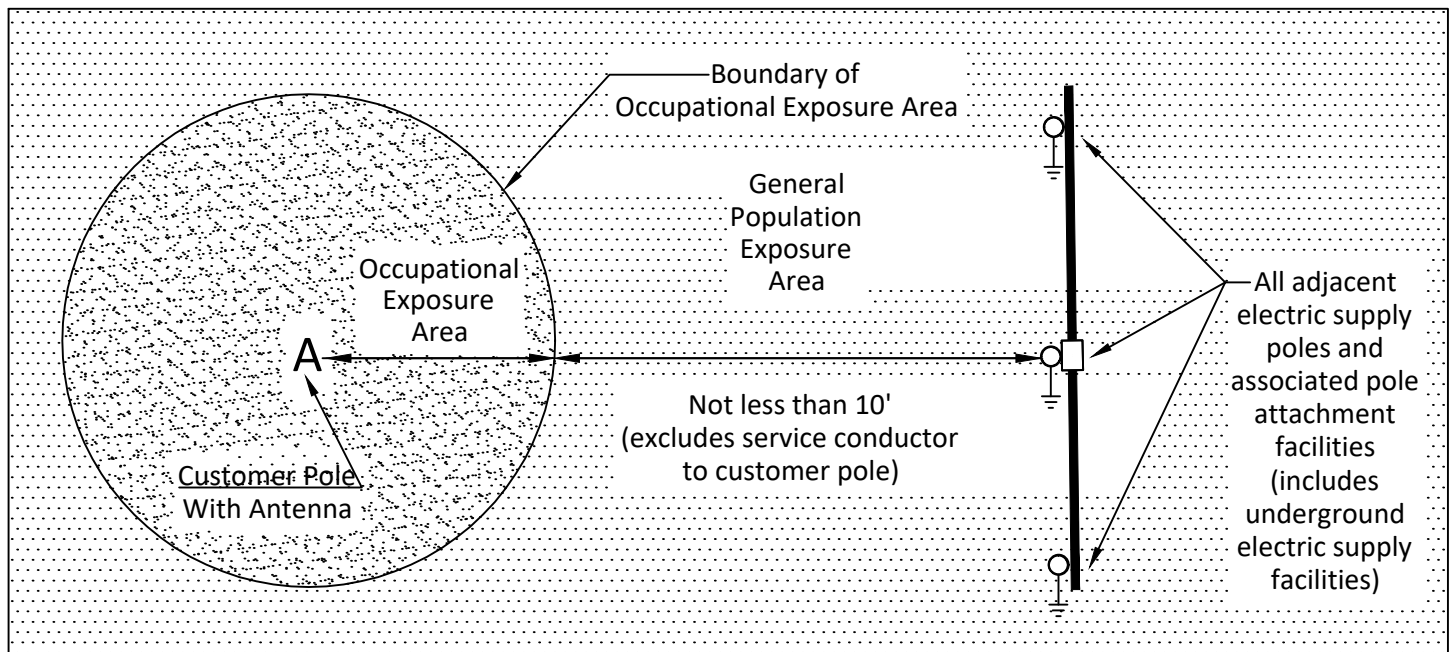 Boundary of
Occupational Exposure Area
General
Population
Exposure
Area
Occupational
Exposure
Area
A
Not less than 10'
(excludes service conductor
to customer pole)
Customer Pole
With Antenna
All adjacent
electric supply
poles and
associated pole
attachment
facilities
(includes
underground
electric supply
facilities)